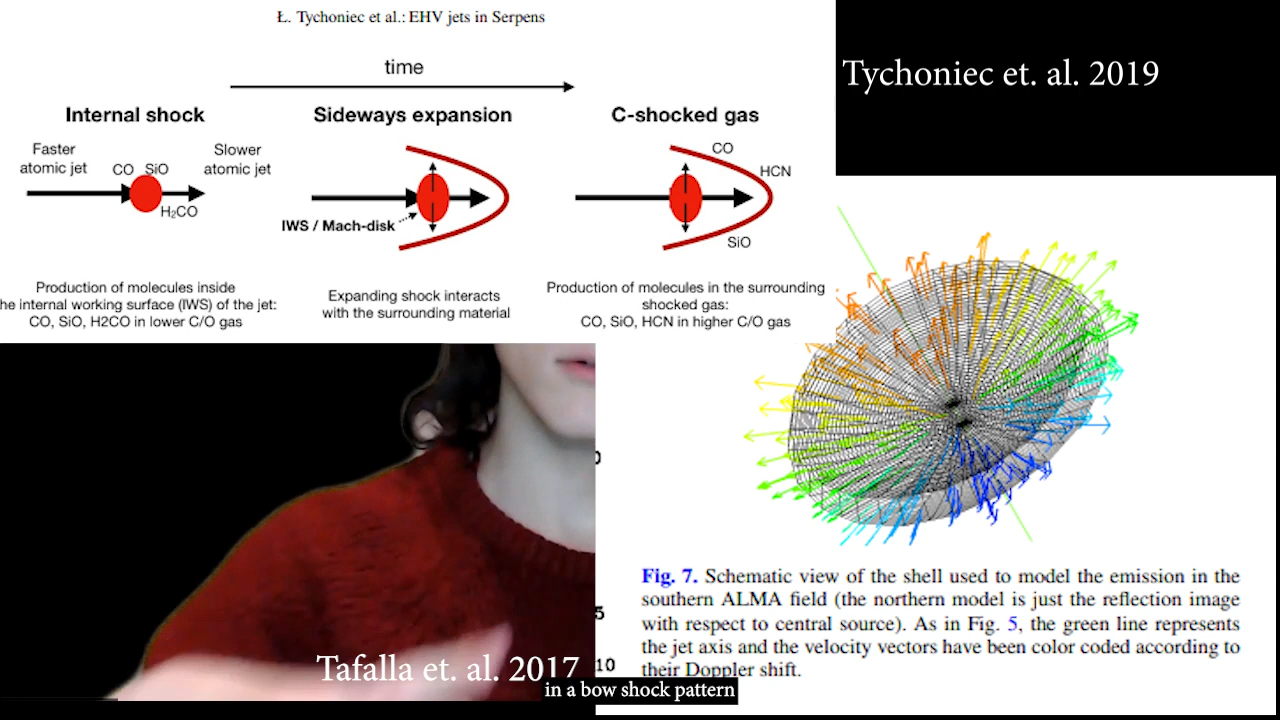 Ł. Tychoniec et al.: EHV jets in Serpens
Tychoniec et. al. 2019
time
Internal shock
Sideways expansion
C-shocked gas
Faster
atomic jet
CO SiO
Slower
atomic jet
H₂CO
IWS / Mach-disk
CO
HCN
SiO
Production of molecules inside
he internal working surface (IWS) of the jet:
CO, SiO, H2CO in lower C/O gas
Expanding shock interacts
with the surrounding material
Production of molecules in the surrounding
shocked gas:
CO, SiO, HCN in higher C/O gas
5
10
Fig. 7. Schematic view of the shell used to model the emission in the
southern ALMA field (the northern model is just the reflection image
with respect to central source). As in Fig. 5, the green line represents
the jet axis and the velocity vectors have been color coded according to
their Doppler shift.
Tafalla et. al. 2017
in a bow shock pattern